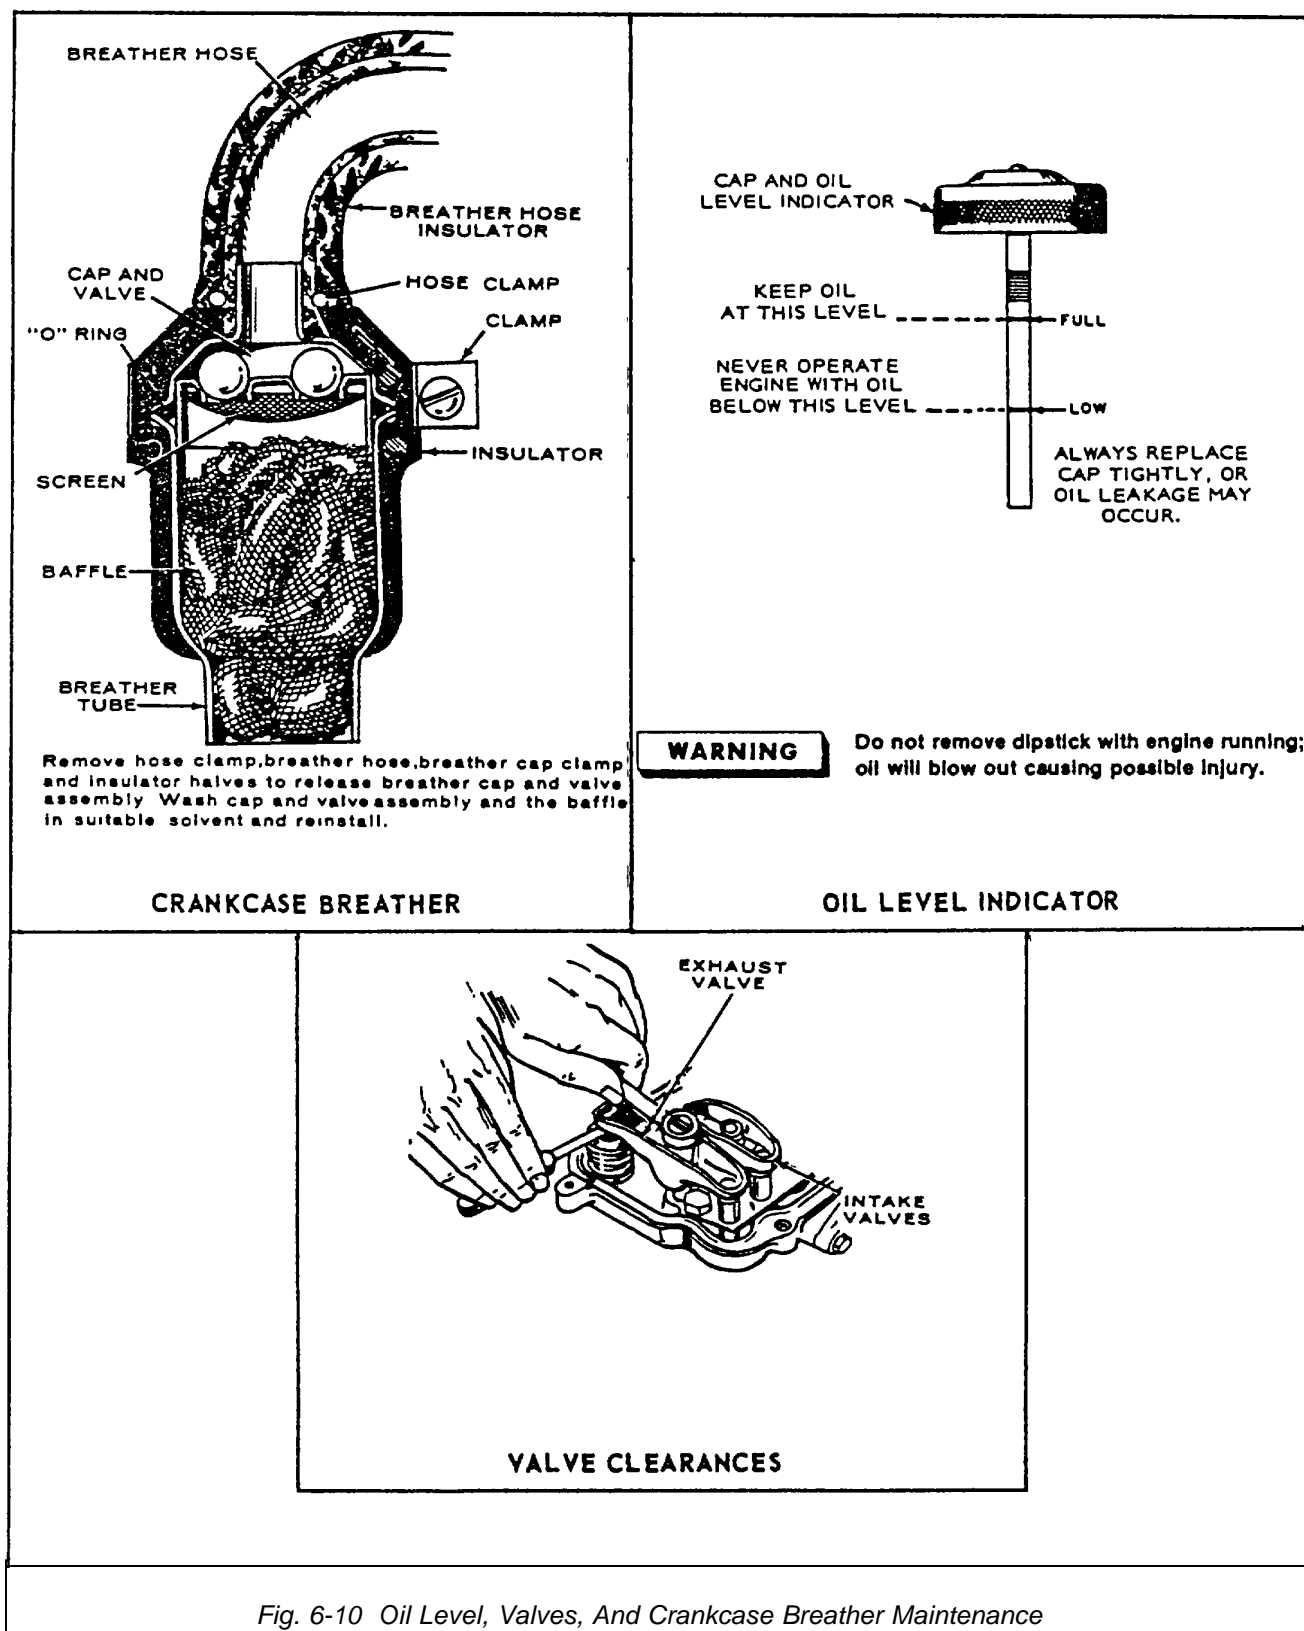 BREATHER HOSE
BREATHER HOSE
INSULATOR
CAP AND
VALVE
HOSE CLAMP
"O" RING
CLAMP
INSULATOR
SCREEN
BAFFLE
BREATHER
TUBE
Remove hose clamp,breather hose,breather cap clamp
and insulator halves to release breather cap and valve
assembly Wash cap and valve assembly and the baffle
in suitable solvent and reinstall.
CRANKCASE BREATHER
CAP AND OIL
LEVEL INDICATOR
KEEP OIL
AT THIS LEVEL
FULL
NEVER OPERATE
ENGINE WITH OIL
BELOW THIS LEVEL
LOW
ALWAYS REPLACE
CAP TIGHTLY, OR
OIL LEAKAGE MAY
OCCUR.
WARNING
Do not remove dipstick with engine running;
oil will blow out causing possible injury.
OIL LEVEL INDICATOR
EXHAUST
VALVE
INTAKE
VALVES
VALVE CLEARANCES
Fig. 6-10 Oil Level, Valves, And Crankcase Breather Maintenance